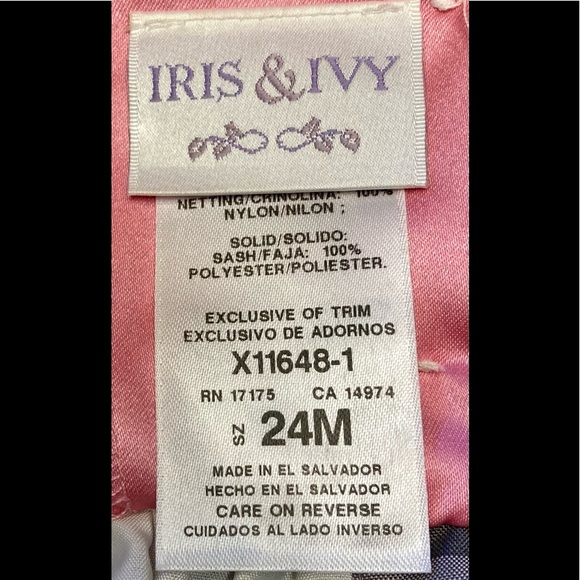 IRIS & IVY
NETTING/CRINOLINA: 100%
NYLON/NILON ;
SOLID/SOLIDO:
SASH/FAJA: 100%
POLYESTER/POLIESTER.
EXCLUSIVE OF TRIM
EXCLUSIVO DE ADORNOS
X11648-1
RN 17175 CA 14974
SZ 24M
MADE IN EL SALVADOR
HECHO EN EL SALVADOR
CARE ON REVERSE
CUIDADOS AL LADO INVERSO